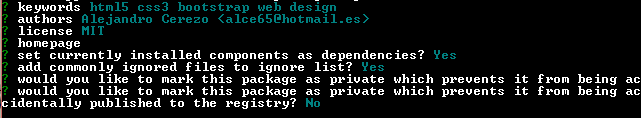 ? keywords html5 css3 bootstrap web design
? authors Alejandro Cerezo <alce65@hotmail.es>
? license MIT
? homepage
? set currently installed components as dependencies? Yes
? add commonly ignored files to ignore list? Yes
? would you like to mark this package as private which prevents it from being ac
? would you like to mark this package as private which prevents it from being ac
cidentally published to the registry? No